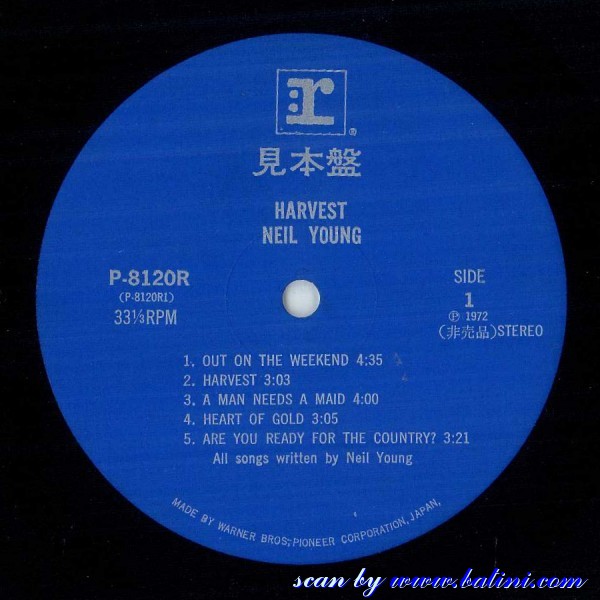 r
®
見本盤
HARVEST
NEIL YOUNG
P-8120R
(P-8120R1)
33⅓RPM
SIDE
1
Ⓟ 1972
(非売品)STEREO
1. OUT ON THE WEEKEND 4:35
2. HARVEST 3:03
3. A MAN NEEDS A MAID 4:00
4. HEART OF GOLD 3:05
5. ARE YOU READY FOR THE COUNTRY? 3:21
All songs written by Neil Young
MADE BY WARNER BROS., PIONEER CORPORATION, JAPAN.
scan by www.batini.com